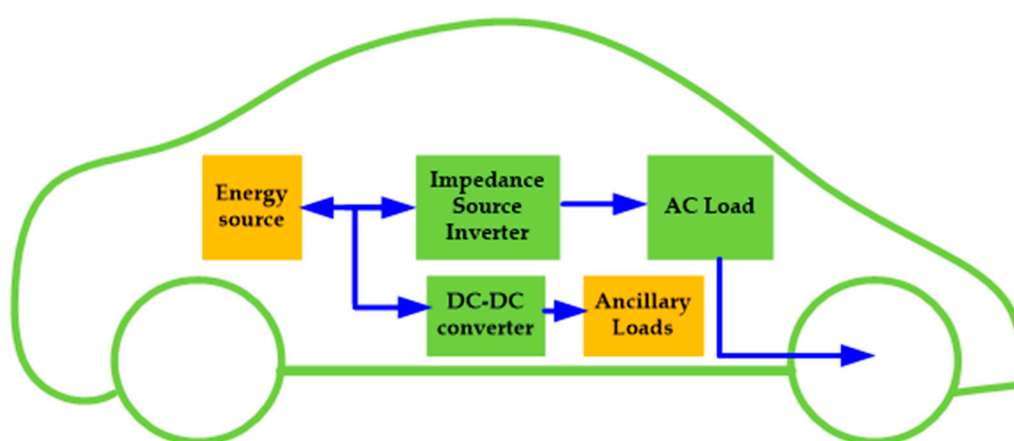 Energy
source
Impedance
Source
Inverter
AC Load
DC-DC
converter
Ancillary
Loads